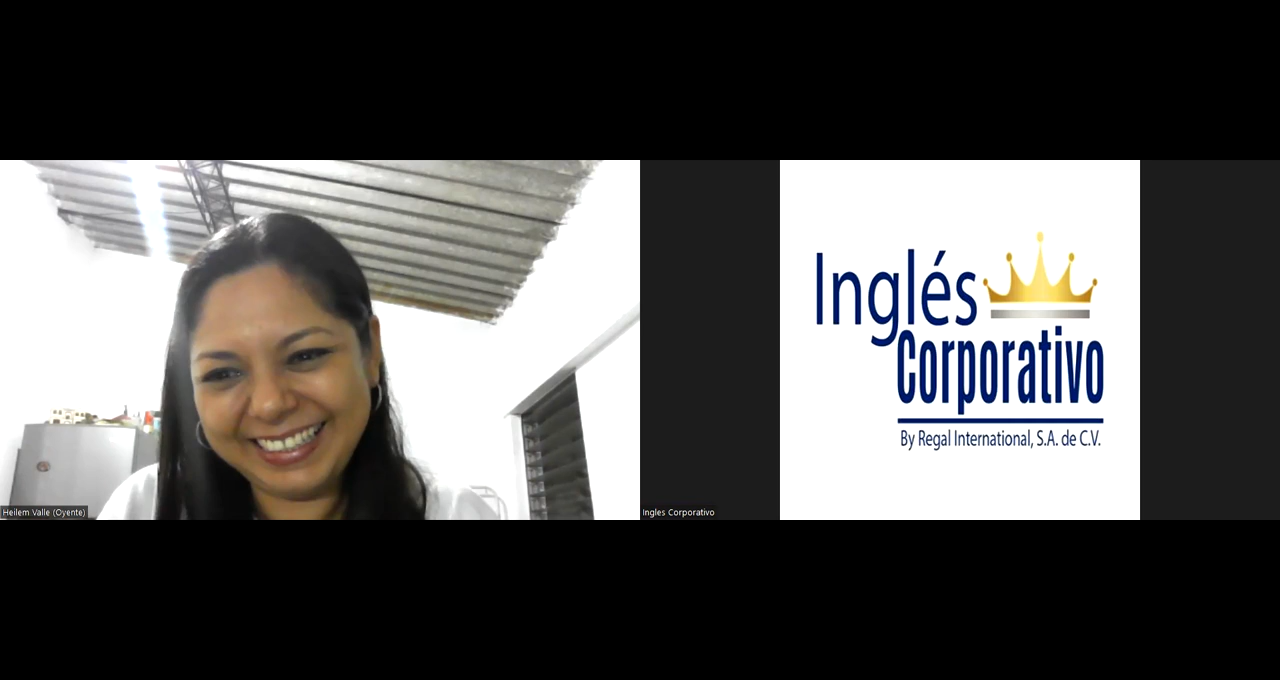 Inglés
Corporativo
By Regal International, S.A. de C.V.
Heilem Valle (Oyente)
Ingles Corporativo